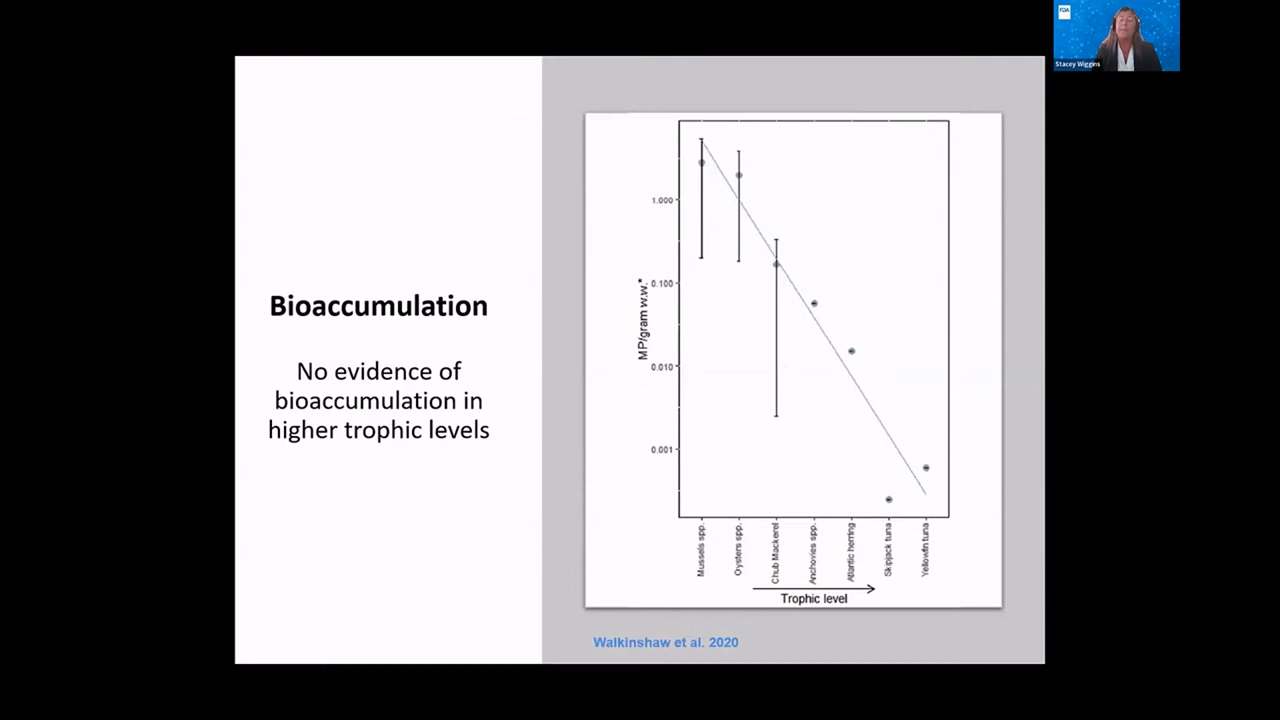 FDA
Stacey Wiggins
Bioaccumulation
No evidence of
bioaccumulation in
higher trophic levels
MP/gram w.w.*
1.000
0.100
0.010
0.001
Mussels spp.
Oysters spp.
Chub Mackerel
Anchovies spp.
Atlantic herring
Skipjack tuna
Yellowfin tuna
Trophic level
Walkinshaw et al. 2020